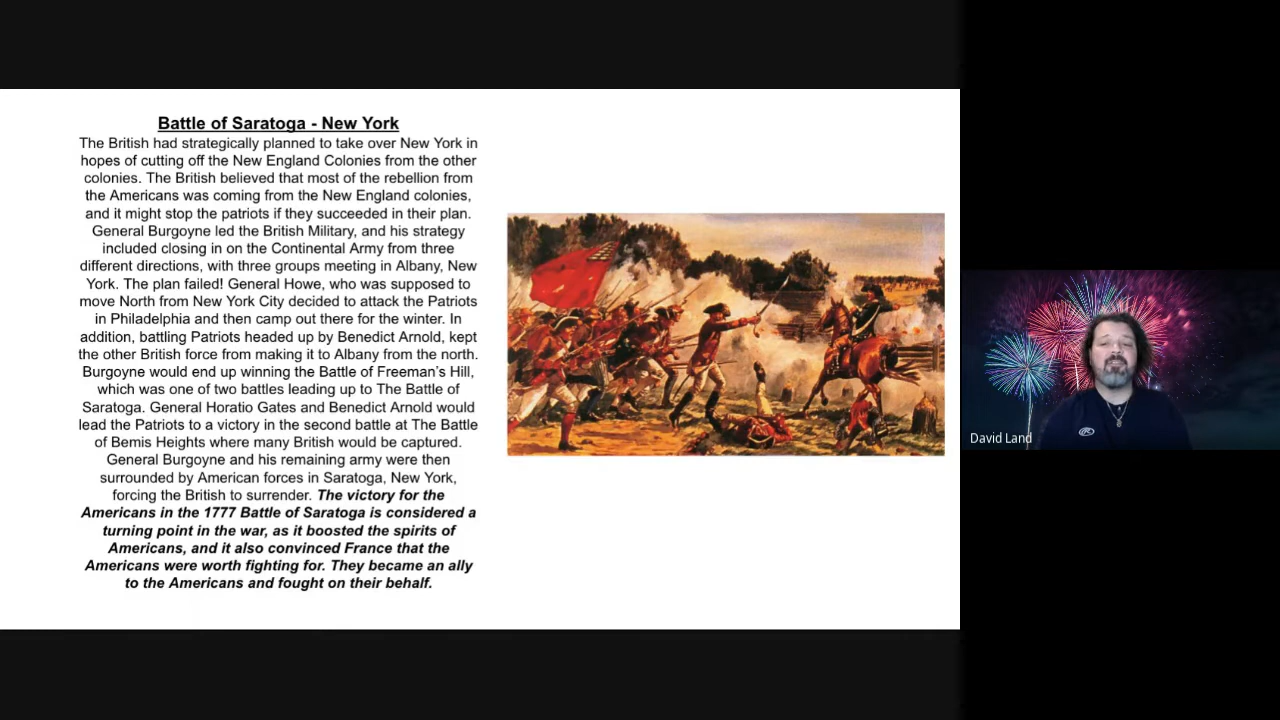 Battle of Saratoga - New York
The British had strategically planned to take over New York in
hopes of cutting off the New England Colonies from the other
colonies. The British believed that most of the rebellion from
the Americans was coming from the New England colonies,
and it might stop the patriots if they succeeded in their plan.
General Burgoyne led the British Military, and his strategy
included closing in on the Continental Army from three
different directions, with three groups meeting in Albany, New
York. The plan failed! General Howe, who was supposed to
move North from New York City decided to attack the Patriots
in Philadelphia and then camp out there for the winter. In
addition, battling Patriots headed up by Benedict Arnold, kept
the other British force from making it to Albany from the north.
Burgoyne would end up winning the Battle of Freeman's Hill,
which was one of two battles leading up to The Battle of
Saratoga. General Horatio Gates and Benedict Arnold would
lead the Patriots to a victory in the second battle at The Battle
of Bemis Heights where many British would be captured.
General Burgoyne and his remaining army were then
surrounded by American forces in Saratoga, New York,
forcing the British to surrender. The victory for the
Americans in the 1777 Battle of Saratoga is considered a
turning point in the war, as it boosted the spirits of
Americans, and it also convinced France that the
Americans were worth fighting for. They became an ally
to the Americans and fought on their behalf.
David Land